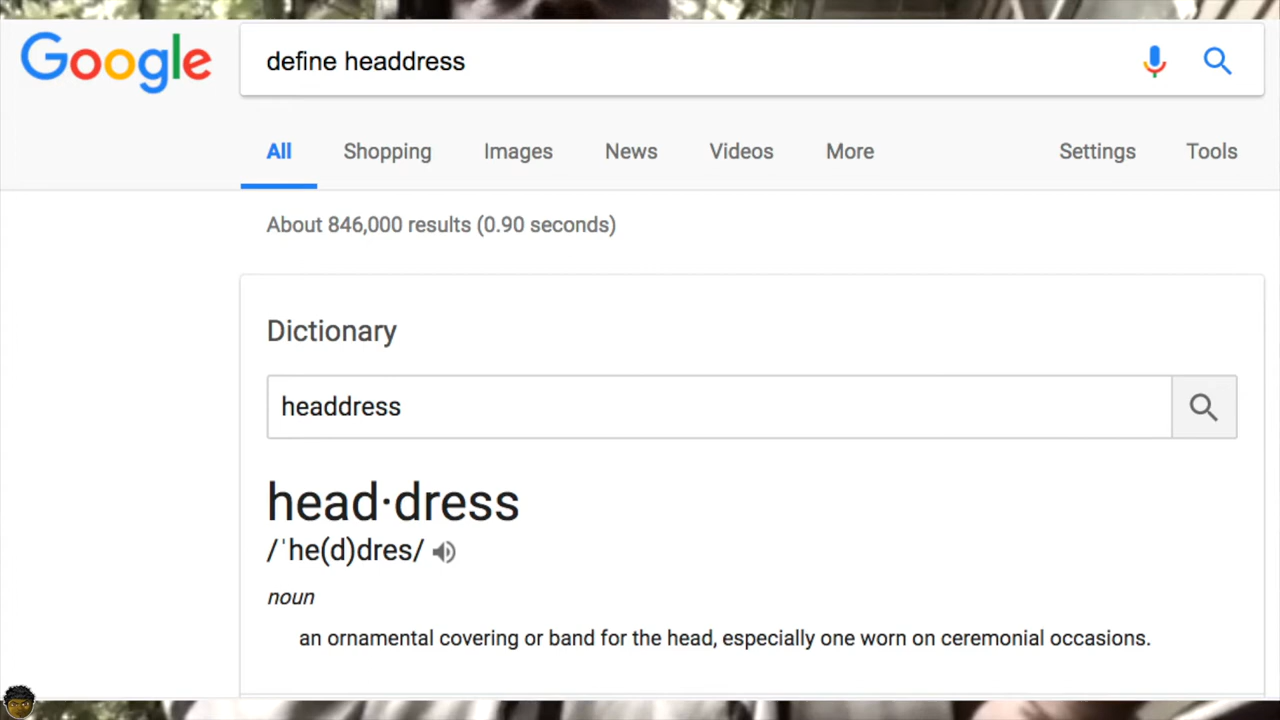 Google
define headdress
All Shopping Images News Videos More Settings Tools
About 846,000 results (0.90 seconds)
Dictionary
headdress
head·dress
/ˈhe(d)dres/
noun
an ornamental covering or band for the head, especially one worn on ceremonial occasions.